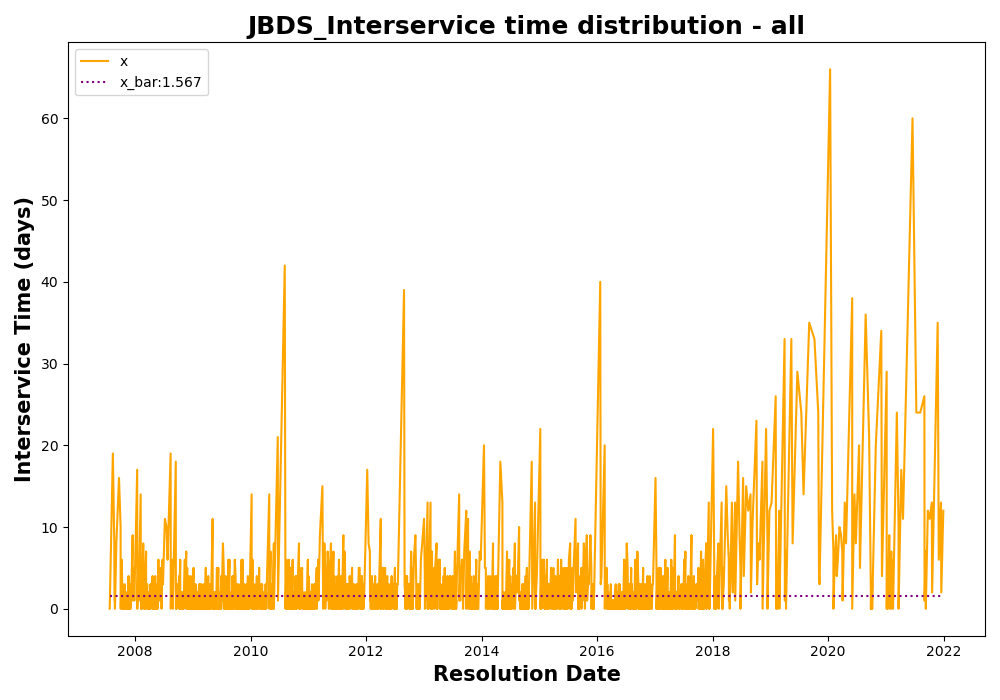 JBDS_Interservice time distribution - all
x
x_bar:1.567
Interservice Time (days)
60
50
40
30
20
10
0
2008 2010 2012 2014 2016 2018 2020 2022
Resolution Date